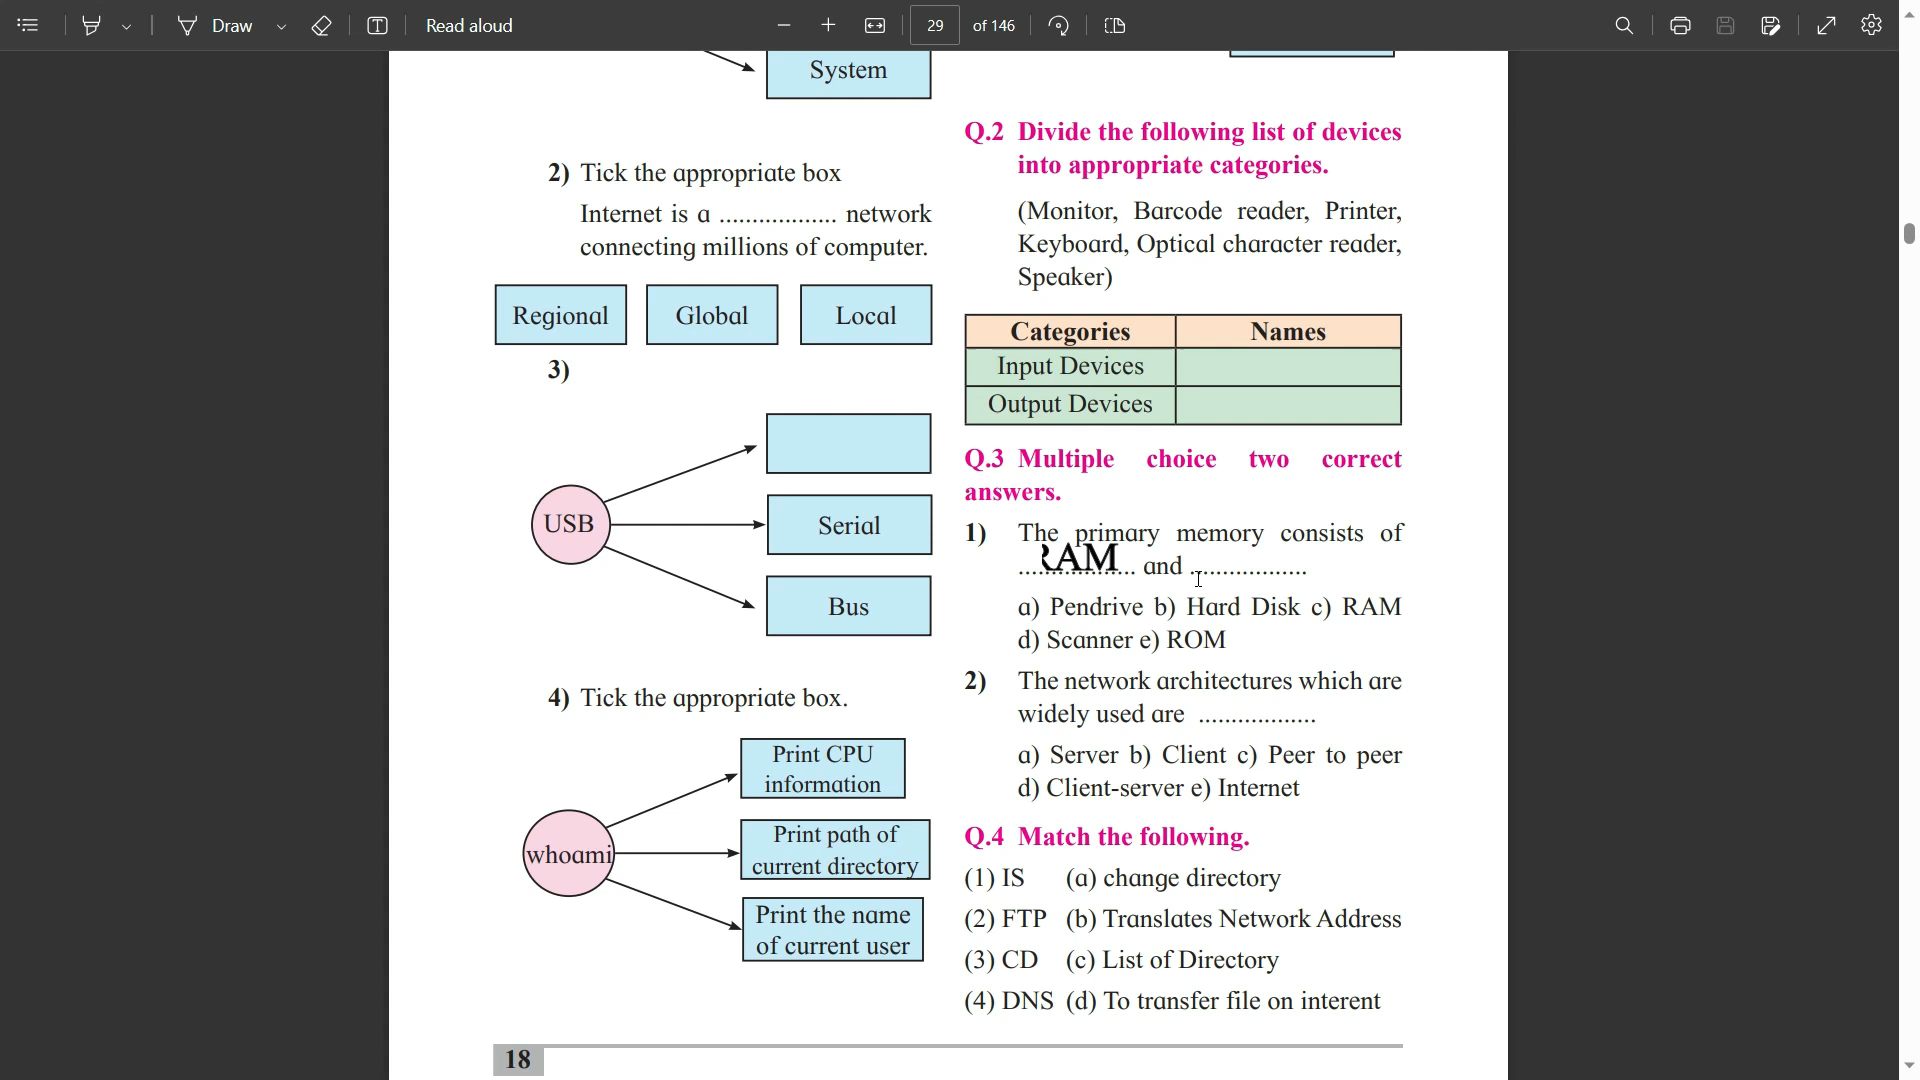 Draw
Read aloud
29 of 146
System
2) Tick the appropriate box
Internet is a .................. network
connecting millions of computer.
Regional Global Local
3)
USB
Serial
Bus
4) Tick the appropriate box.
whoami
Print CPU
information
Print path of
current directory
Print the name
of current user
Q.2 Divide the following list of devices
into appropriate categories.
(Monitor, Barcode reader, Printer,
Keyboard, Optical character reader,
Speaker)
Categories Names
Input Devices
Output Devices
Q.3 Multiple choice two correct
answers.
1) The primary memory consists of
RAM
.................. and ..................
a) Pendrive b) Hard Disk c) RAM
d) Scanner e) ROM
2) The network architectures which are
widely used are ..................
a) Server b) Client c) Peer to peer
d) Client-server e) Internet
Q.4 Match the following.
(1) IS (a) change directory
(2) FTP (b) Translates Network Address
(3) CD (c) List of Directory
(4) DNS (d) To transfer file on interent
18